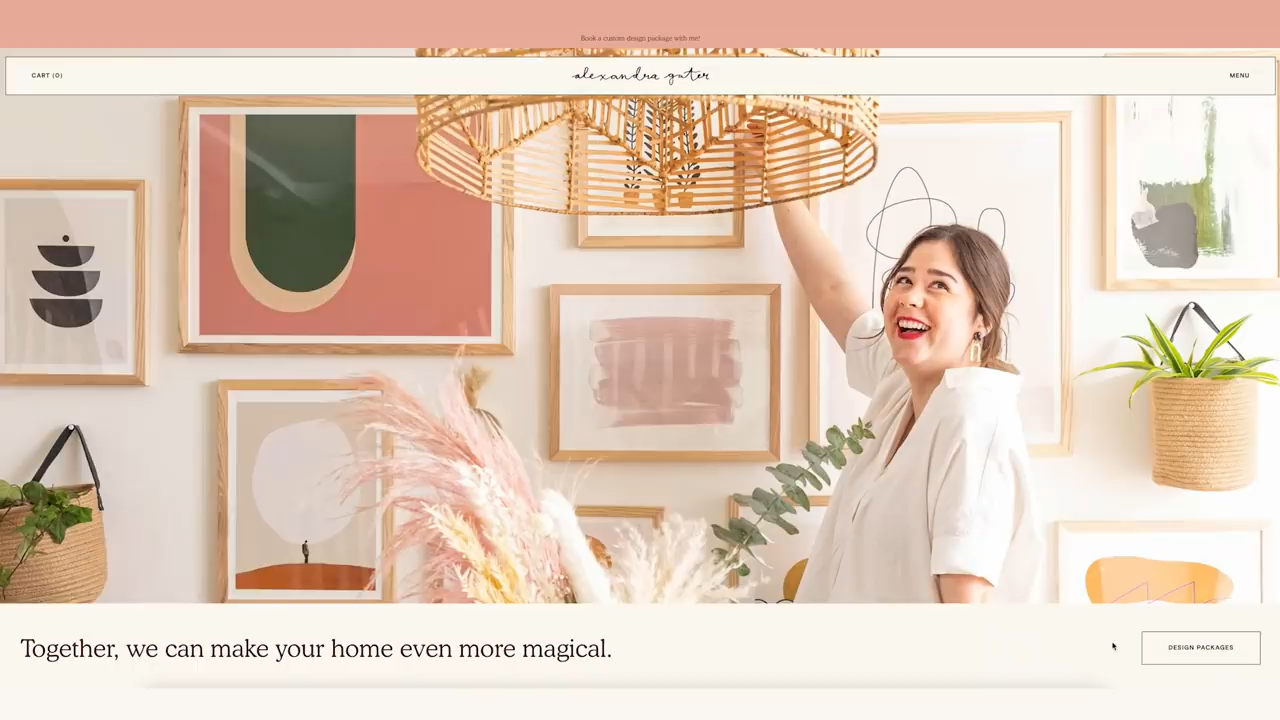 Book a custom design package with me!
CART (0)
alexandra gater
MENU
Together, we can make your home even more magical.
DESIGN PACKAGES